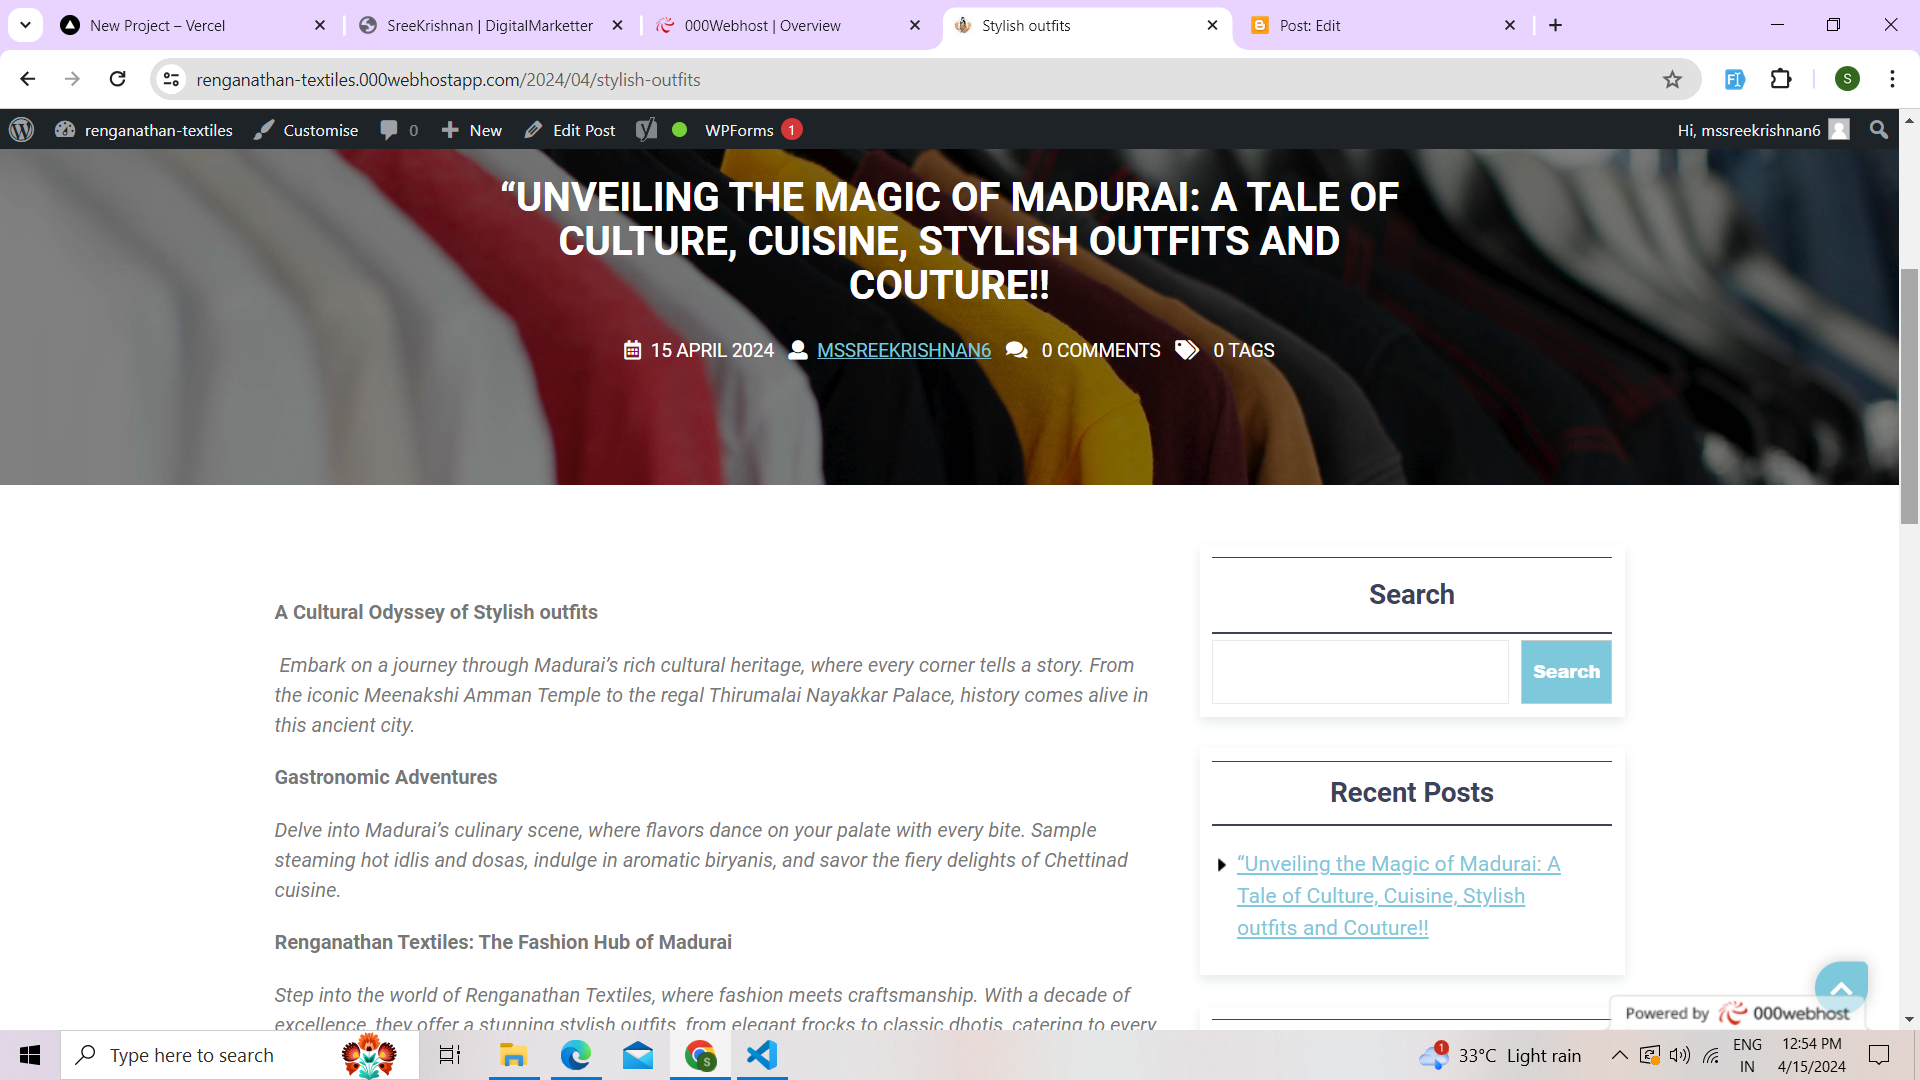 New Project – Vercel
SreeKrishnan | DigitalMarketter
000Webhost | Overview
Stylish outfits
Post: Edit
renganathan-textiles.000webhostapp.com/2024/04/stylish-outfits
S
renganathan-textiles
Customise
0
New
Edit Post
WPForms 1
Hi, mssreekrishnan6
“UNVEILING THE MAGIC OF MADURAI: A TALE OF
CULTURE, CUISINE, STYLISH OUTFITS AND
COUTURE!!
15 APRIL 2024 MSSREEKRISHNAN6 0 COMMENTS 0 TAGS
A Cultural Odyssey of Stylish outfits
Embark on a journey through Madurai’s rich cultural heritage, where every corner tells a story. From
the iconic Meenakshi Amman Temple to the regal Thirumalai Nayakkar Palace, history comes alive in
this ancient city.
Gastronomic Adventures
Delve into Madurai’s culinary scene, where flavors dance on your palate with every bite. Sample
steaming hot idlis and dosas, indulge in aromatic biryanis, and savor the fiery delights of Chettinad
cuisine.
Renganathan Textiles: The Fashion Hub of Madurai
Step into the world of Renganathan Textiles, where fashion meets craftsmanship. With a decade of
excellence, they offer a stunning stylish outfits, from elegant frocks to classic dhotis, catering to every
Search
Search
Recent Posts
“Unveiling the Magic of Madurai: A
Tale of Culture, Cuisine, Stylish
outfits and Couture!!
Powered by 000webhost
Type here to search
S
1
33°C Light rain
ENG
IN
12:54 PM
4/15/2024